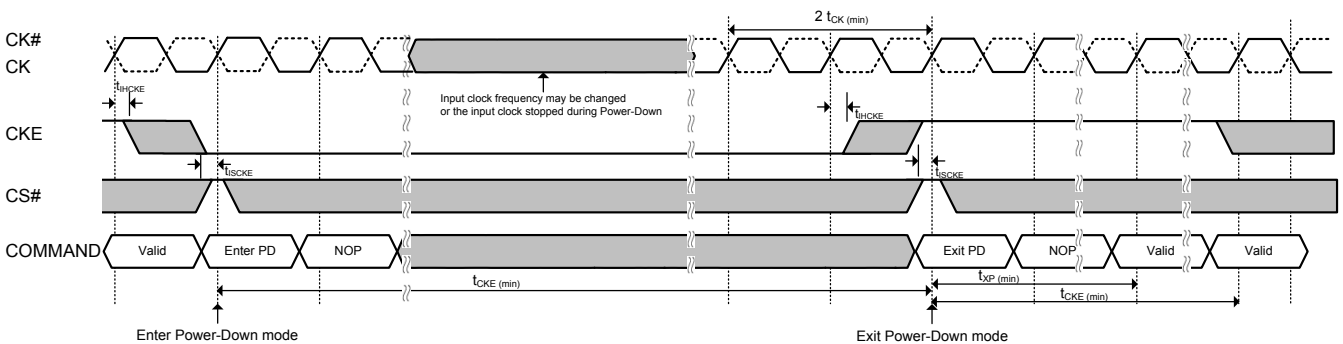 2 tCK (min)
CK#
CK
Input clock frequency may be changed
or the input clock stopped during Power-Down
tIHCKE
tIHCKE
CKE
tISCKE
tISCKE
CS#
COMMAND
Valid
Enter PD
NOP
Exit PD
NOP
Valid
Valid
tCKE (min)
tXP (min)
tCKE (min)
Enter Power-Down mode
Exit Power-Down mode